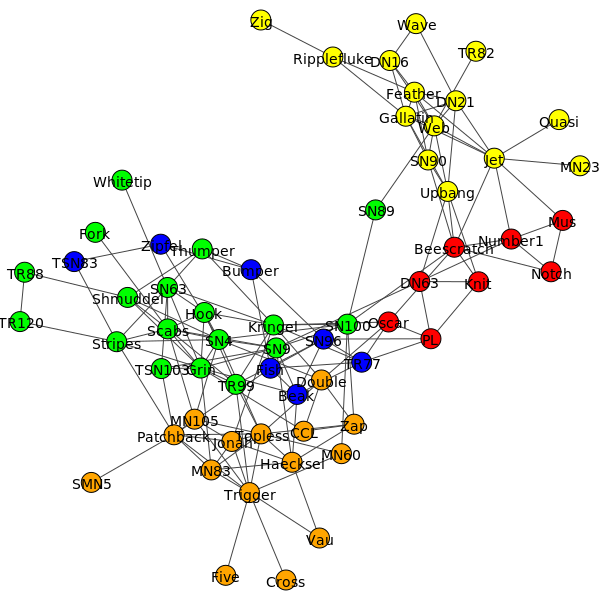 Zig
Wave
Ripplefluke
DN16
TR82
Feather
DN21
Gallatin
Web
Quasi
SN90
Jet
MN23
Whitetip
Upbang
SN89
Mus
Fork
Zipfel
Thumper
Beescratch
Number1
TSN83
Bumper
TR88
Notch
SN63
DN63
Knit
Shmuddel
Hook
TR120
Scabs
Kringel
SN100
Oscar
Stripes
SN4
SN9
SN96
PL
TSN103
Grin
Fish
TR77
TR99
Double
Beak
MN105
Patchback
Jonah
Topless
CCL
Zap
MN83
Haecksel
MN60
SMN5
Trigger
Vau
Five
Cross